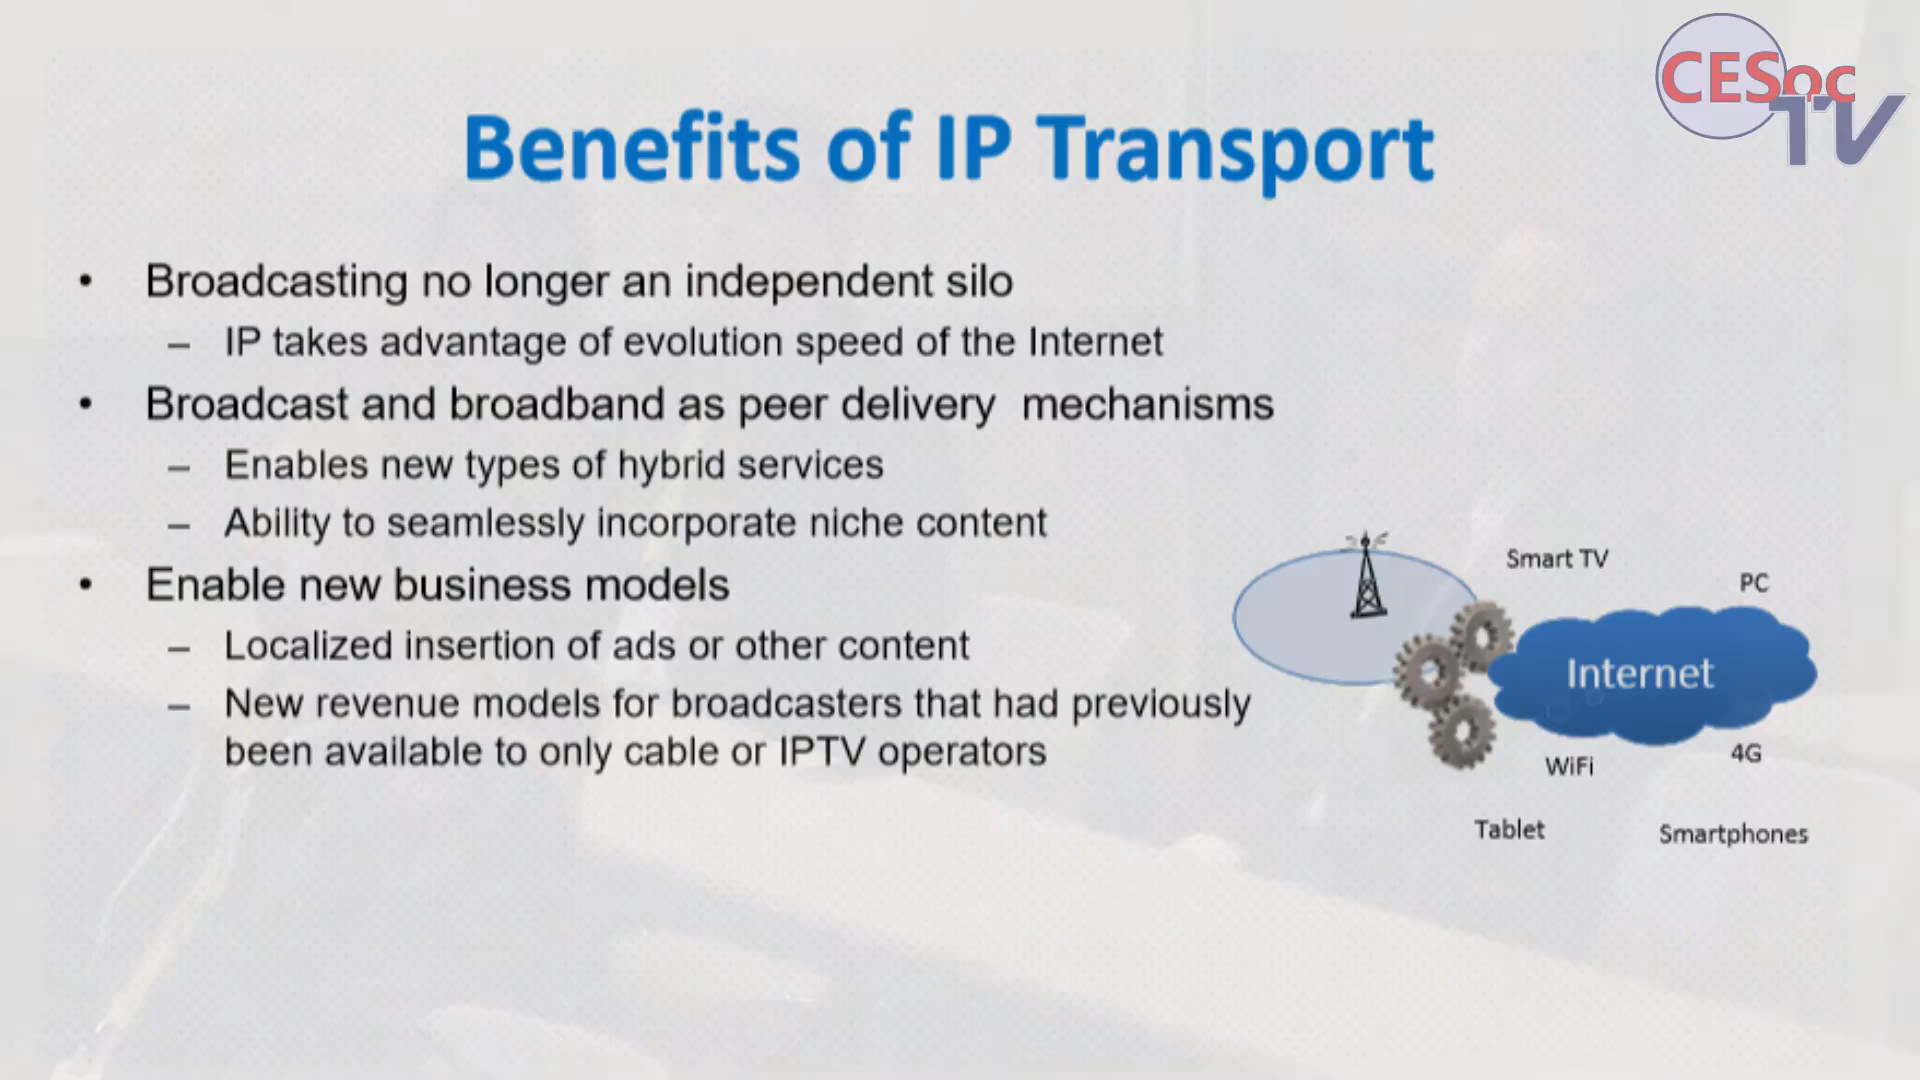 CESoc
TV
Benefits of IP Transport
• Broadcasting no longer an independent silo
– IP takes advantage of evolution speed of the Internet
• Broadcast and broadband as peer delivery mechanisms
– Enables new types of hybrid services
– Ability to seamlessly incorporate niche content
• Enable new business models
– Localized insertion of ads or other content
– New revenue models for broadcasters that had previously
been available to only cable or IPTV operators
Smart TV
PC
Internet
WiFi
4G
Tablet
Smartphones